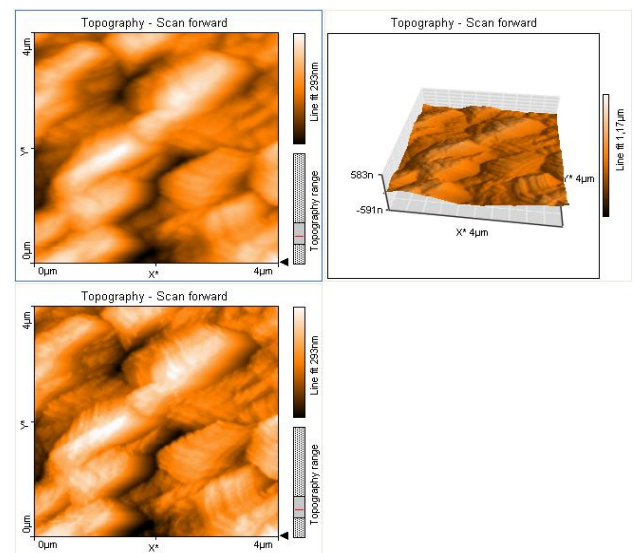 Topography - Scan forward
4µm
Y*
0µm
0µm
X*
4µm
Line fit 293nm
Topography range
Topography - Scan forward
583n
-591n
X* 4µm
Y* 4µm
Line fit 1,17µm
Topography - Scan forward
4µm
Y*
0µm
0µm
X*
4µm
Line fit 293nm
Topography range